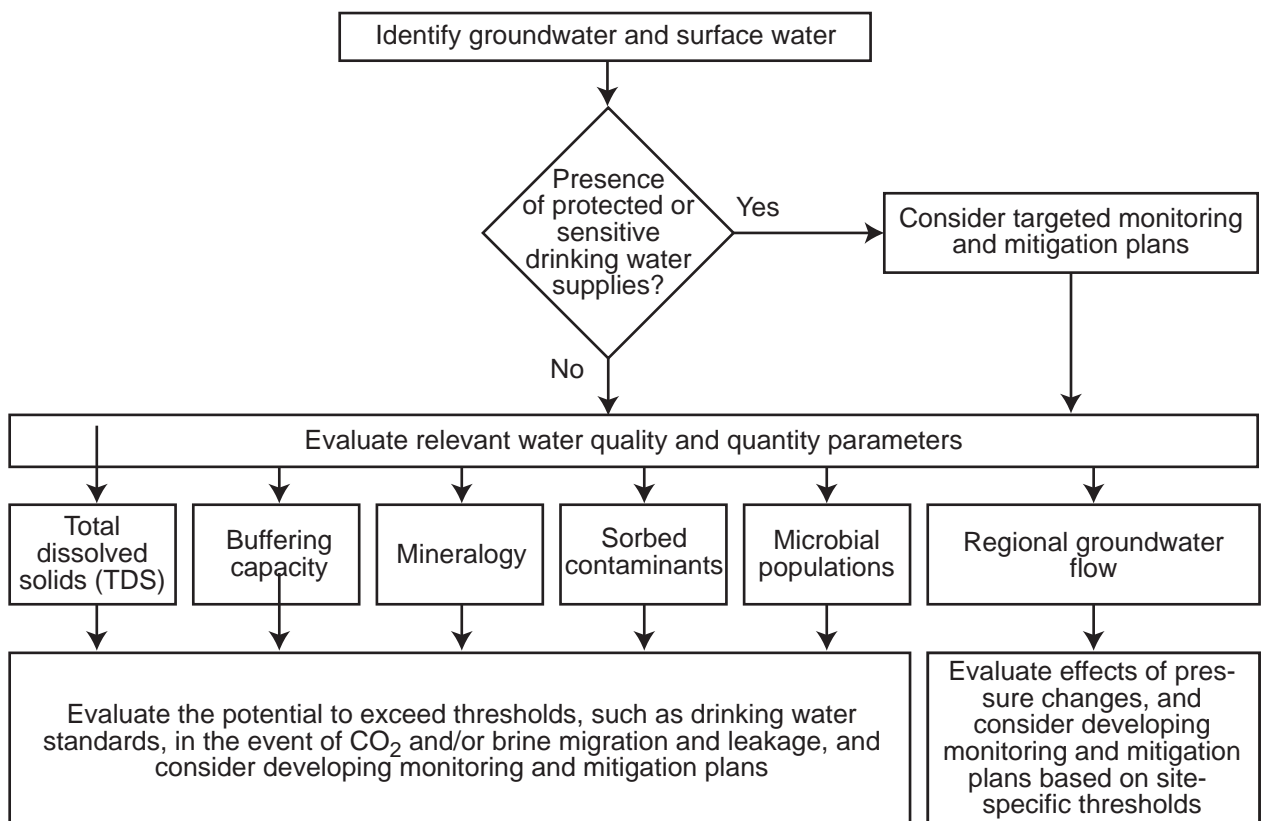 Identify groundwater and surface water
Presence
of protected or
sensitive
drinking water
supplies?
Yes
Consider targeted monitoring
and mitigation plans
No
Evaluate relevant water quality and quantity parameters
Total
dissolved
solids (TDS)
Buffering
capacity
Mineralogy
Sorbed
contaminants
Microbial
populations
Regional groundwater
flow
Evaluate the potential to exceed thresholds, such as drinking water
standards, in the event of CO₂ and/or brine migration and leakage, and
consider developing monitoring and mitigation plans
Evaluate effects of pres-
sure changes, and
consider developing
monitoring and mitigation
plans based on site-
specific thresholds